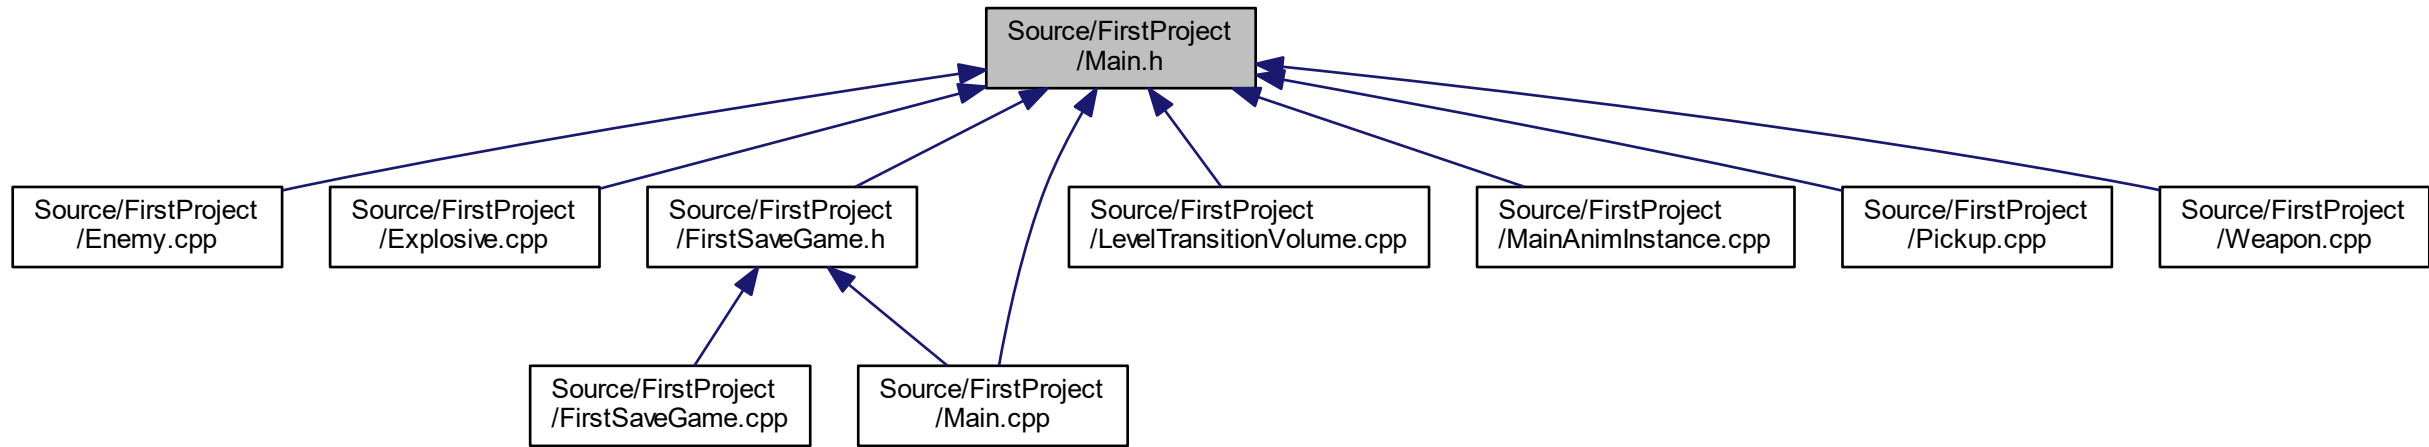 Source/FirstProject
/Main.h
Source/FirstProject
/Enemy.cpp
Source/FirstProject
/Explosive.cpp
Source/FirstProject
/FirstSaveGame.h
Source/FirstProject
/LevelTransitionVolume.cpp
Source/FirstProject
/MainAnimInstance.cpp
Source/FirstProject
/Pickup.cpp
Source/FirstProject
/Weapon.cpp
Source/FirstProject
/FirstSaveGame.cpp
Source/FirstProject
/Main.cpp